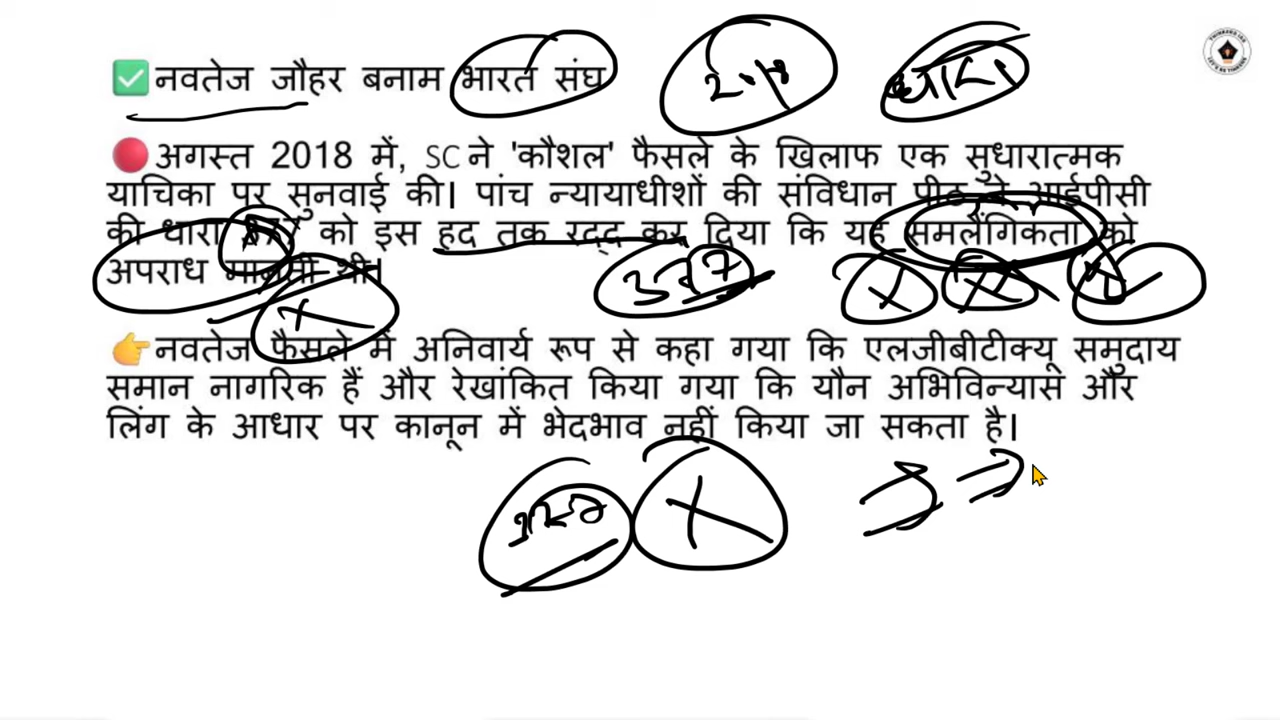 नवतेज जौहर बनाम भारत संघ
अगस्त 2018 में, SC ने 'कौशल' फैसले के खिलाफ एक सुधारात्मक
याचिका पर सुनवाई की। पांच न्यायाधीशों की संविधान पीठ ने आईपीसी
की धारा 377 को इस हद तक रद्द कर दिया कि यह समलैंगिकता को
अपराध मानती थी।
377
नवतेज फैसले में अनिवार्य रूप से कहा गया कि एलजीबीटीक्यू समुदाय
समान नागरिक हैं और रेखांकित किया गया कि यौन अभिविन्यास और
लिंग के आधार पर कानून में भेदभाव नहीं किया जा सकता है।